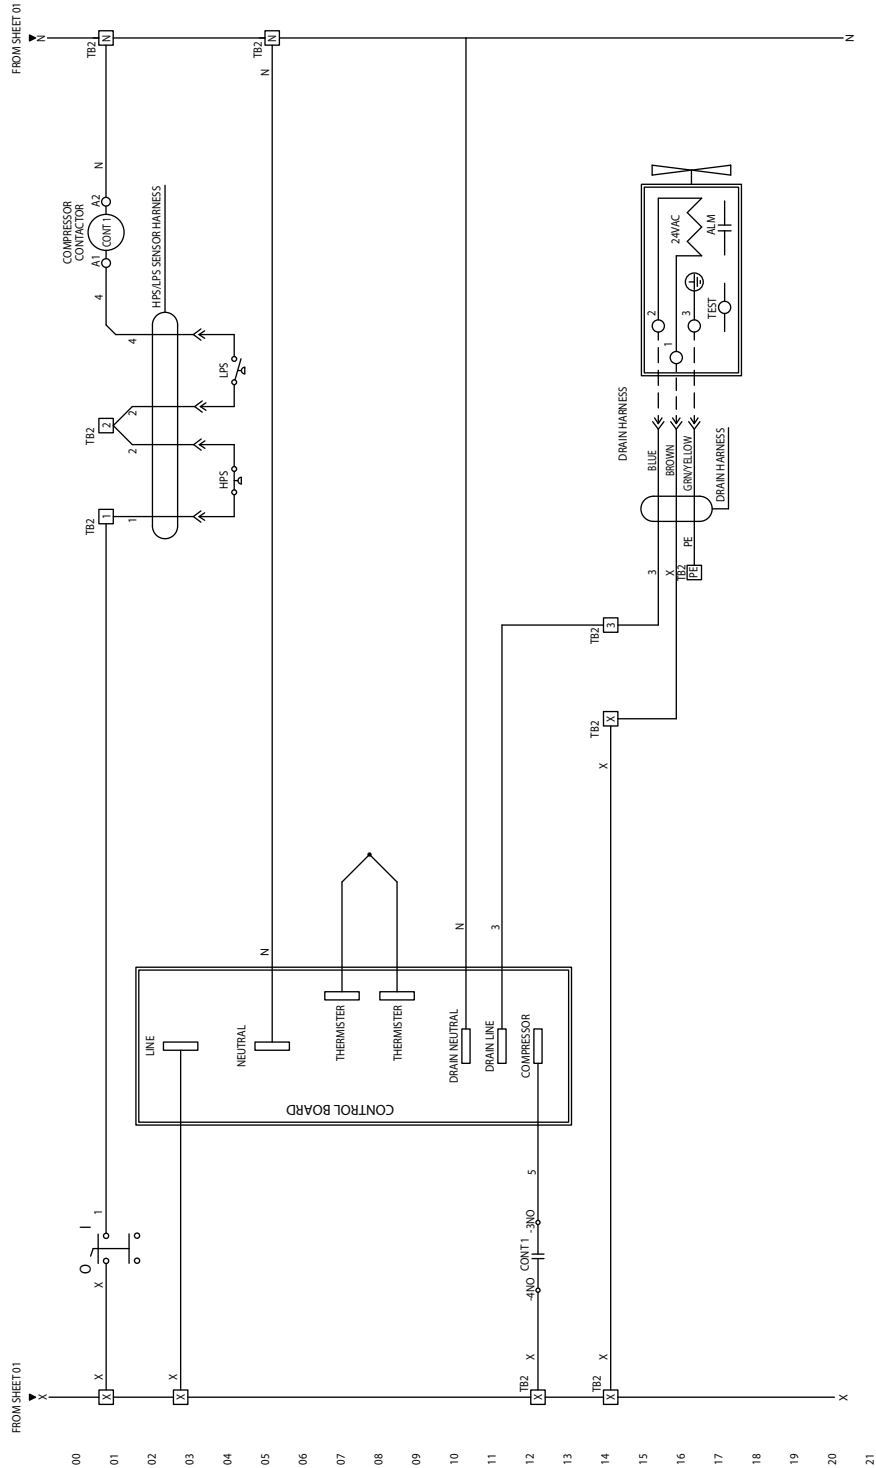 FROM SHEET 01
X
00
01
02
03
04
05
06
07
08
09
10
11
12
13
14
15
16
17
18
19
20
21
X
X
X
O
I
1
TB2
1
1
HPS
2
TB2
2
2
LPS
4
HPS/LPS SENSOR HARNESS
4
COMPRESSOR
CONTACTOR
A1
CONT 1
A2
N
TB2
N
FROM SHEET 01
N
X
X
LINE
NEUTRAL
N
N
TB2
N
THERMISTER
THERMISTER
DRAIN NEUTRAL
N
DRAIN LINE
3
COMPRESSOR
CONTROL BOARD
TB2
X
X
-4NO
CONT 1
-3NO
5
TB2
X
X
X
TB2
X
TB2
3
3
X
TB2
PE
PE
BLUE
BROWN
GRN/YELLOW
DRAIN HARNESS
DRAIN HARNESS
2
1
3
24VAC
TEST
ALM
X
N